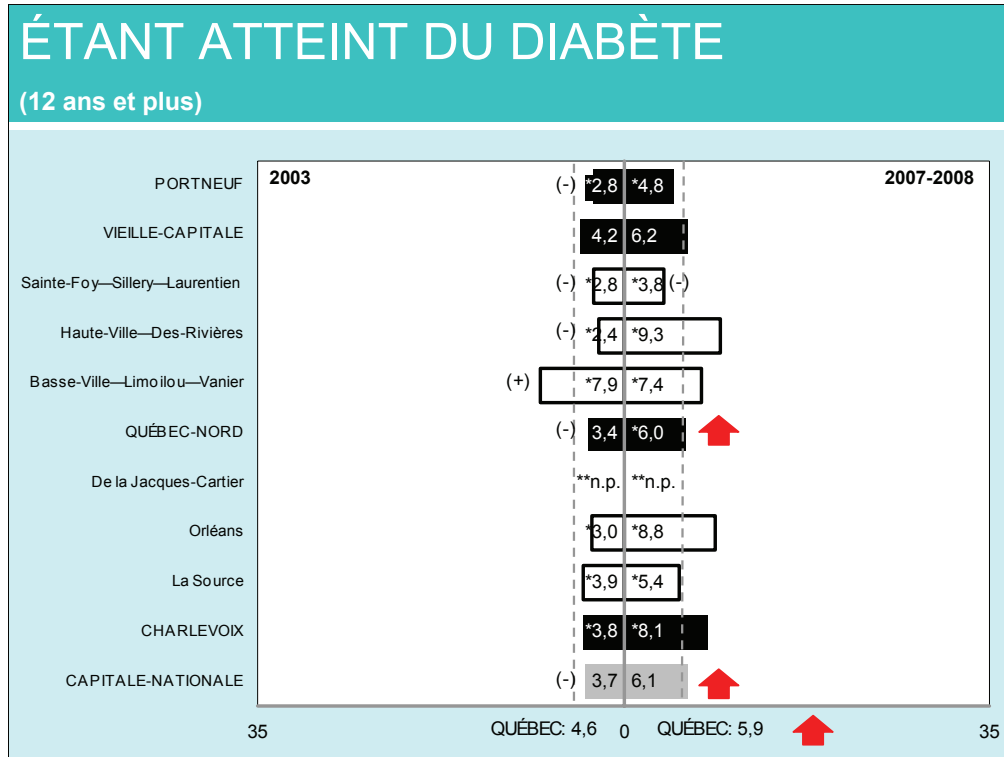 ÉTANT ATTEINT DU DIABÈTE
(12 ans et plus)
2003 2007-2008
PORTNEUF (-) *2,8 *4,8
VIEILLE-CAPITALE 4,2 6,2
Sainte-Foy—Sillery—Laurentien (-) *2,8 *3,8 (-)
Haute-Ville—Des-Rivières (-) *2,4 *9,3
Basse-Ville—Limoilou—Vanier (+) *7,9 *7,4
QUÉBEC-NORD (-) 3,4 *6,0
De la Jacques-Cartier **n.p. **n.p.
Orléans *3,0 *8,8
La Source *3,9 *5,4
CHARLEVOIX *3,8 *8,1
CAPITALE-NATIONALE (-) 3,7 6,1
35 QUÉBEC: 4,6 0 QUÉBEC: 5,9 35